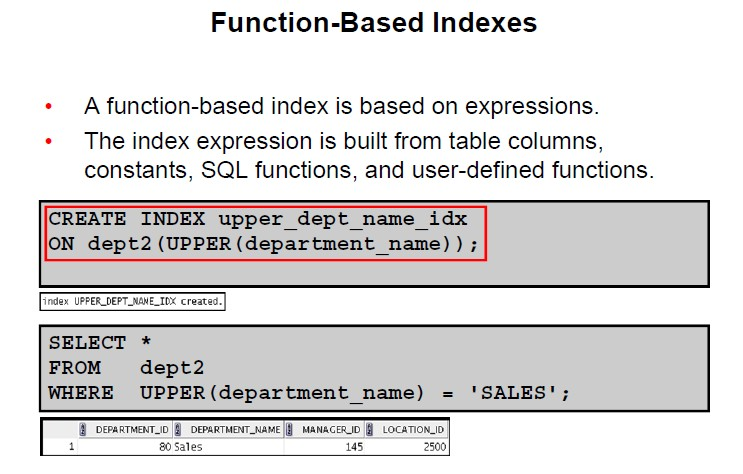 Function-Based Indexes
• A function-based index is based on expressions.
• The index expression is built from table columns,
constants, SQL functions, and user-defined functions.
CREATE INDEX upper_dept_name_idx
ON dept2(UPPER(department_name));
index UPPER_DEPT_NAME_IDX created.
SELECT *
FROM dept2
WHERE UPPER(department_name) = 'SALES';
DEPARTMENT_ID DEPARTMENT_NAME MANAGER_ID LOCATION_ID
1 80 Sales 145 2500